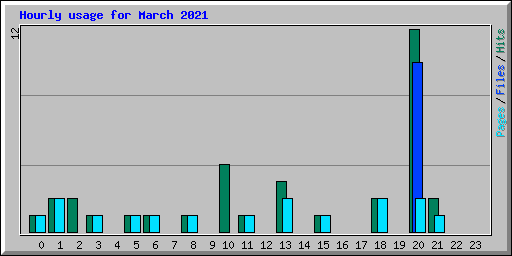 Hourly usage for March 2021
12
Pages/Files/Hits
0 1 2 3 4 5 6 7 8 9 10 11 12 13 14 15 16 17 18 19 20 21 22 23